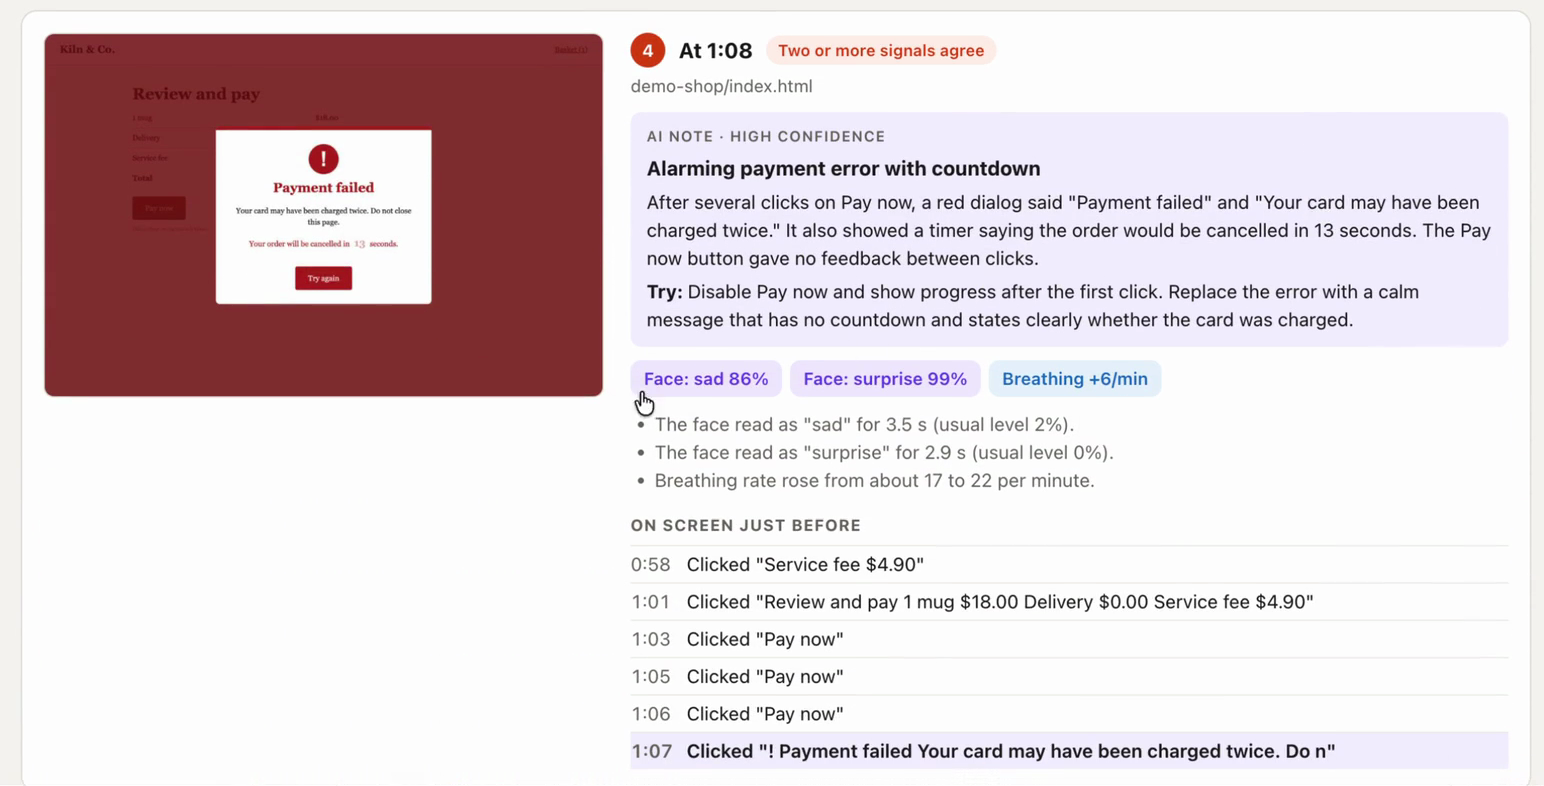 Kiln & Co.
Basket (1)
Review and pay
1 mug $18.00
Delivery
Service fee
Total
Pay now
!
Payment failed
Your card may have been charged twice. Do not close
this page.
Your order will be cancelled in 13 seconds.
Try again
4 At 1:08 Two or more signals agree
demo-shop/index.html
AI NOTE · HIGH CONFIDENCE
Alarming payment error with countdown
After several clicks on Pay now, a red dialog said "Payment failed" and "Your card may have been
charged twice." It also showed a timer saying the order would be cancelled in 13 seconds. The Pay
now button gave no feedback between clicks.
Try: Disable Pay now and show progress after the first click. Replace the error with a calm
message that has no countdown and states clearly whether the card was charged.
Face: sad 86% Face: surprise 99% Breathing +6/min
• The face read as "sad" for 3.5 s (usual level 2%).
• The face read as "surprise" for 2.9 s (usual level 0%).
• Breathing rate rose from about 17 to 22 per minute.
ON SCREEN JUST BEFORE
0:58 Clicked "Service fee $4.90"
1:01 Clicked "Review and pay 1 mug $18.00 Delivery $0.00 Service fee $4.90"
1:03 Clicked "Pay now"
1:05 Clicked "Pay now"
1:06 Clicked "Pay now"
1:07 Clicked "! Payment failed Your card may have been charged twice. Do n"